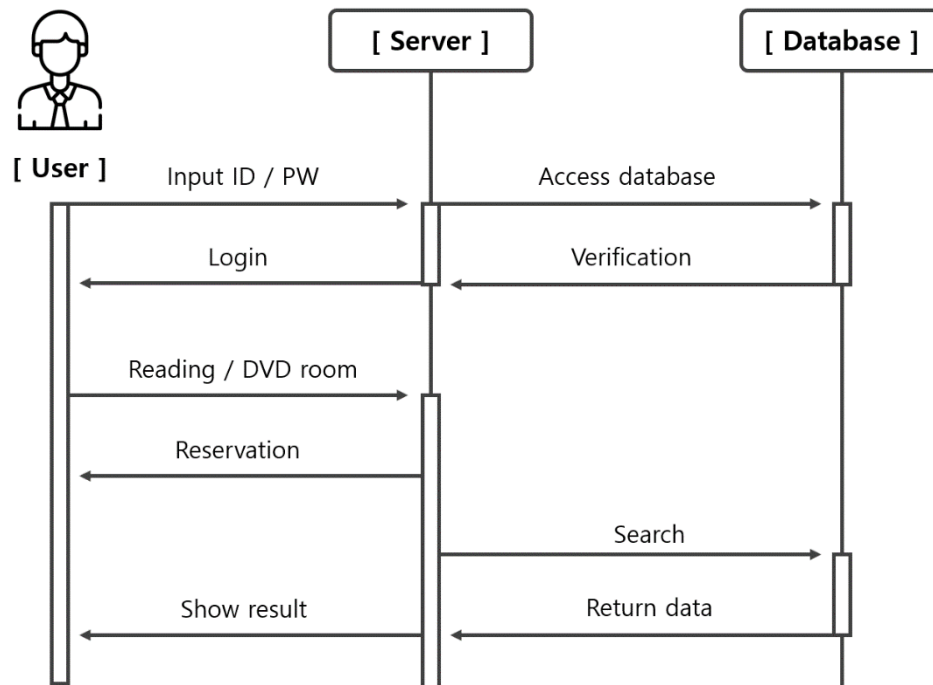 [ Server ]
[ Database ]
[ User ]
Input ID / PW
Access database
Login
Verification
Reading / DVD room
Reservation
Search
Show result
Return data